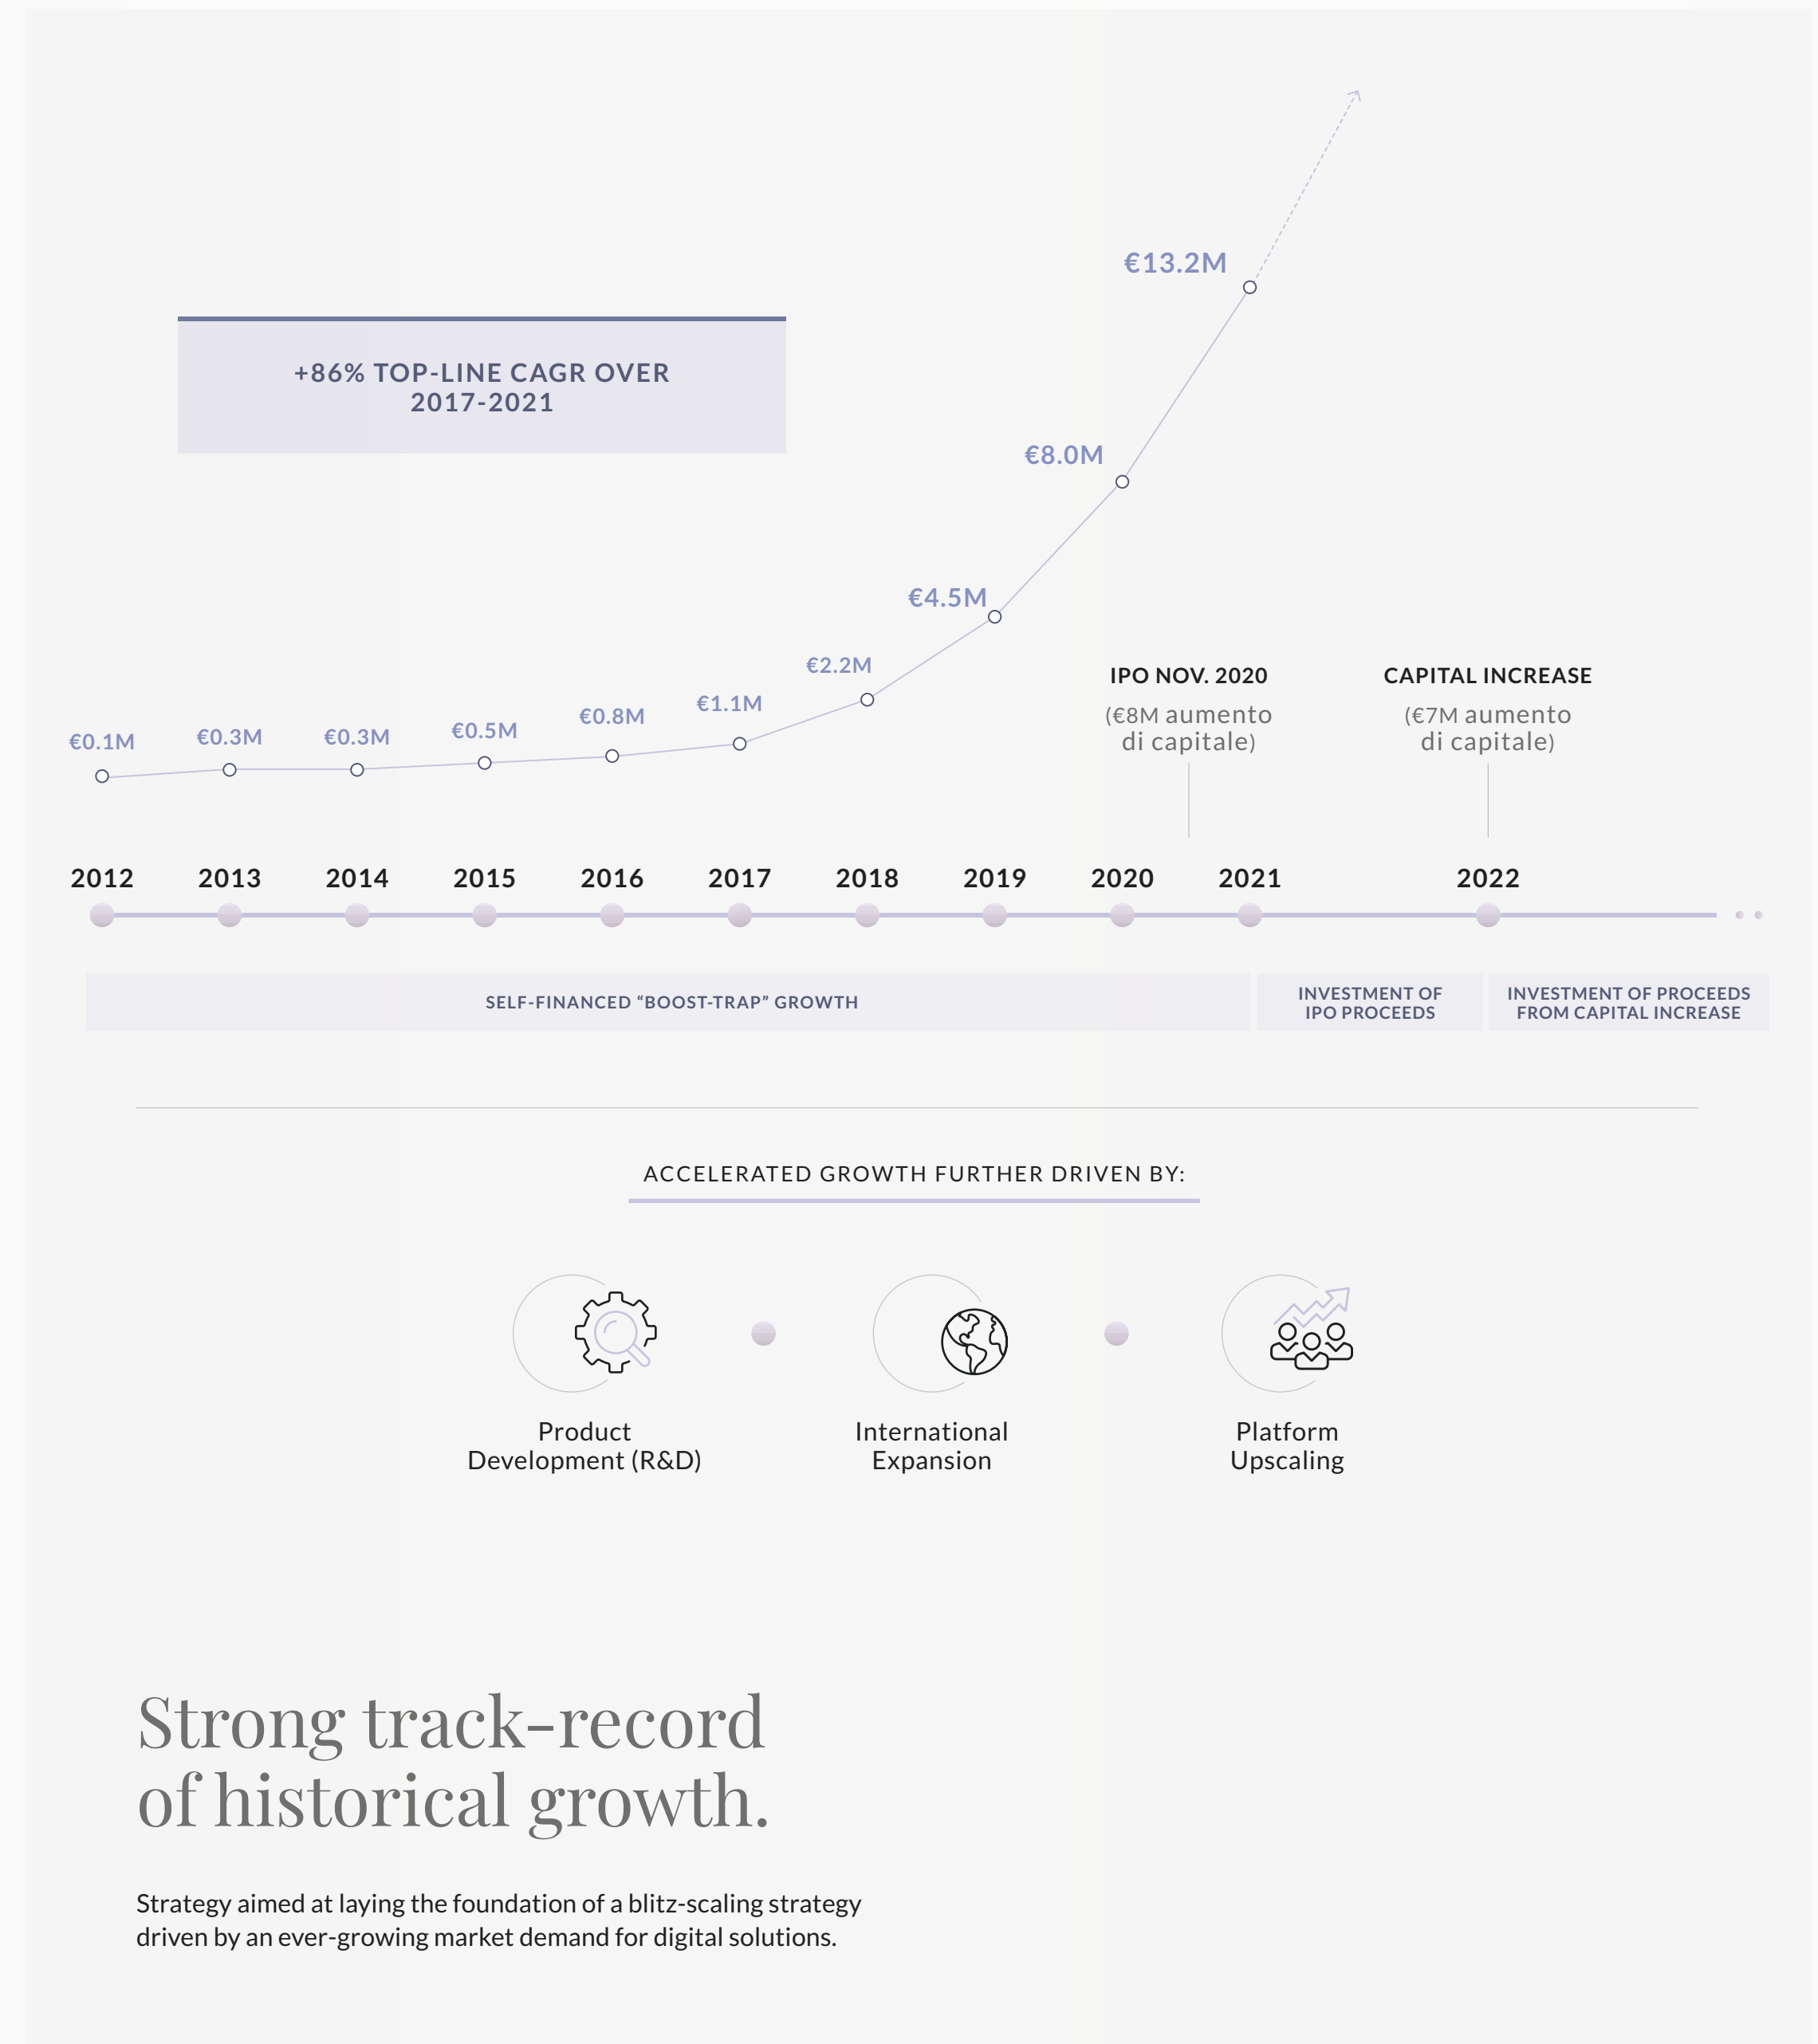 €13.2M
+86% TOP-LINE CAGR OVER
2017-2021
€8.0M
€4.5M
€2.2M
€1.1M
€0.8M
€0.5M
€0.3M
€0.3M
€0.1M
IPO NOV. 2020
(€8M aumento
di capitale)
CAPITAL INCREASE
(€7M aumento
di capitale)
2012 2013 2014 2015 2016 2017 2018 2019 2020 2021 2022
SELF-FINANCED “BOOST-TRAP” GROWTH
INVESTMENT OF
IPO PROCEEDS
INVESTMENT OF PROCEEDS
FROM CAPITAL INCREASE
ACCELERATED GROWTH FURTHER DRIVEN BY:
Product
Development (R&D)
International
Expansion
Platform
Upscaling
Strong track-record
of historical growth.
Strategy aimed at laying the foundation of a blitz-scaling strategy
driven by an ever-growing market demand for digital solutions.